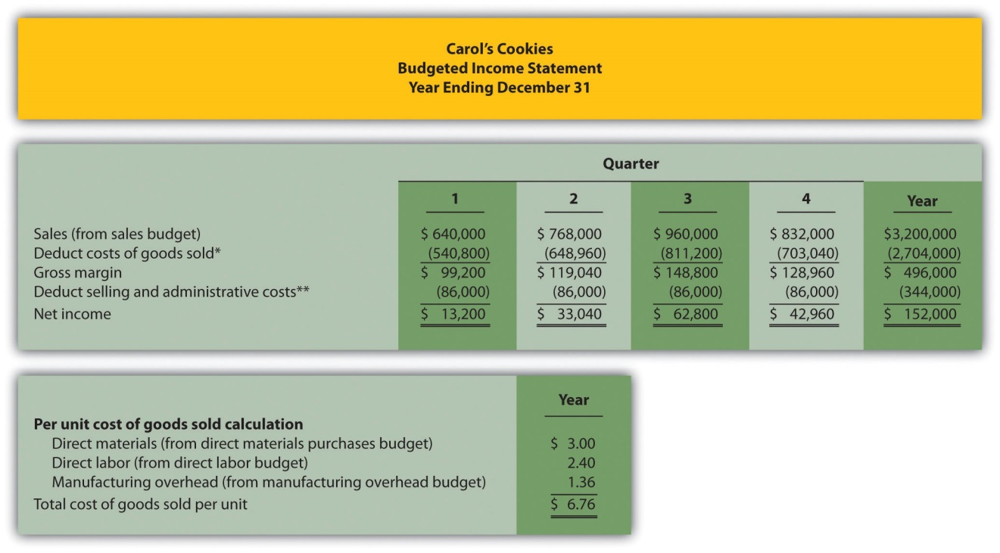 Carol’s Cookies
Budgeted Income Statement
Year Ending December 31
Quarter
1 2 3 4 Year
Sales (from sales budget) $ 640,000 $ 768,000 $ 960,000 $ 832,000 $3,200,000
Deduct costs of goods sold* (540,800) (648,960) (811,200) (703,040) (2,704,000)
Gross margin $ 99,200 $ 119,040 $ 148,800 $ 128,960 $ 496,000
Deduct selling and administrative costs** (86,000) (86,000) (86,000) (86,000) (344,000)
Net income $ 13,200 $ 33,040 $ 62,800 $ 42,960 $ 152,000
Year
Per unit cost of goods sold calculation
Direct materials (from direct materials purchases budget) $ 3.00
Direct labor (from direct labor budget) 2.40
Manufacturing overhead (from manufacturing overhead budget) 1.36
Total cost of goods sold per unit $ 6.76